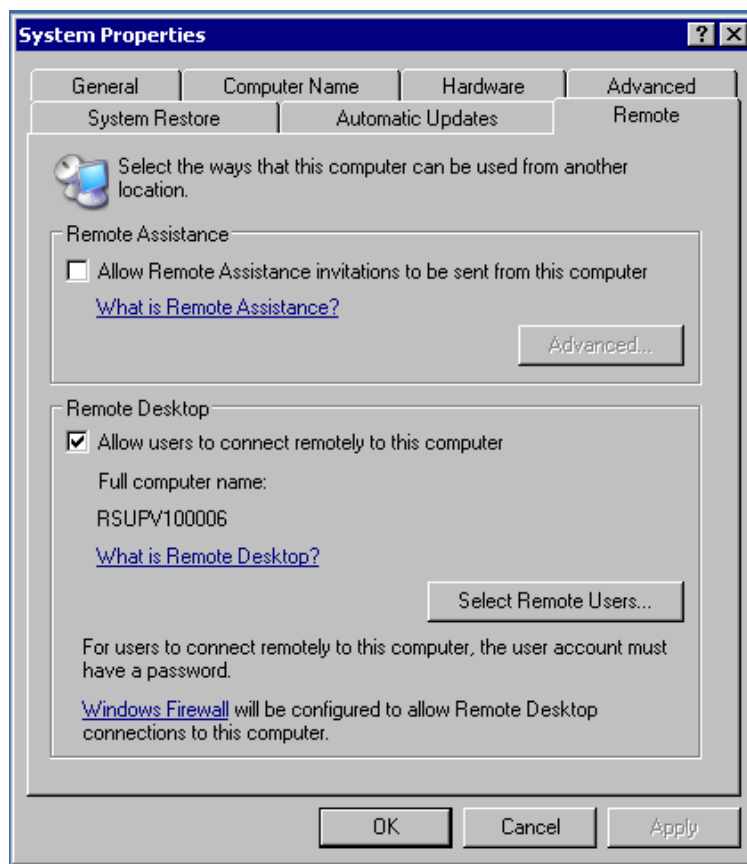 System Properties
General
Computer Name
Hardware
Advanced
System Restore
Automatic Updates
Remote
Select the ways that this computer can be used from another
location.
Remote Assistance
Allow Remote Assistance invitations to be sent from this computer
What is Remote Assistance?
Advanced...
Remote Desktop
Allow users to connect remotely to this computer
Full computer name:
RSUPV100006
What is Remote Desktop?
Select Remote Users...
For users to connect remotely to this computer, the user account must
have a password.
Windows Firewall will be configured to allow Remote Desktop
connections to this computer.
OK
Cancel
Apply